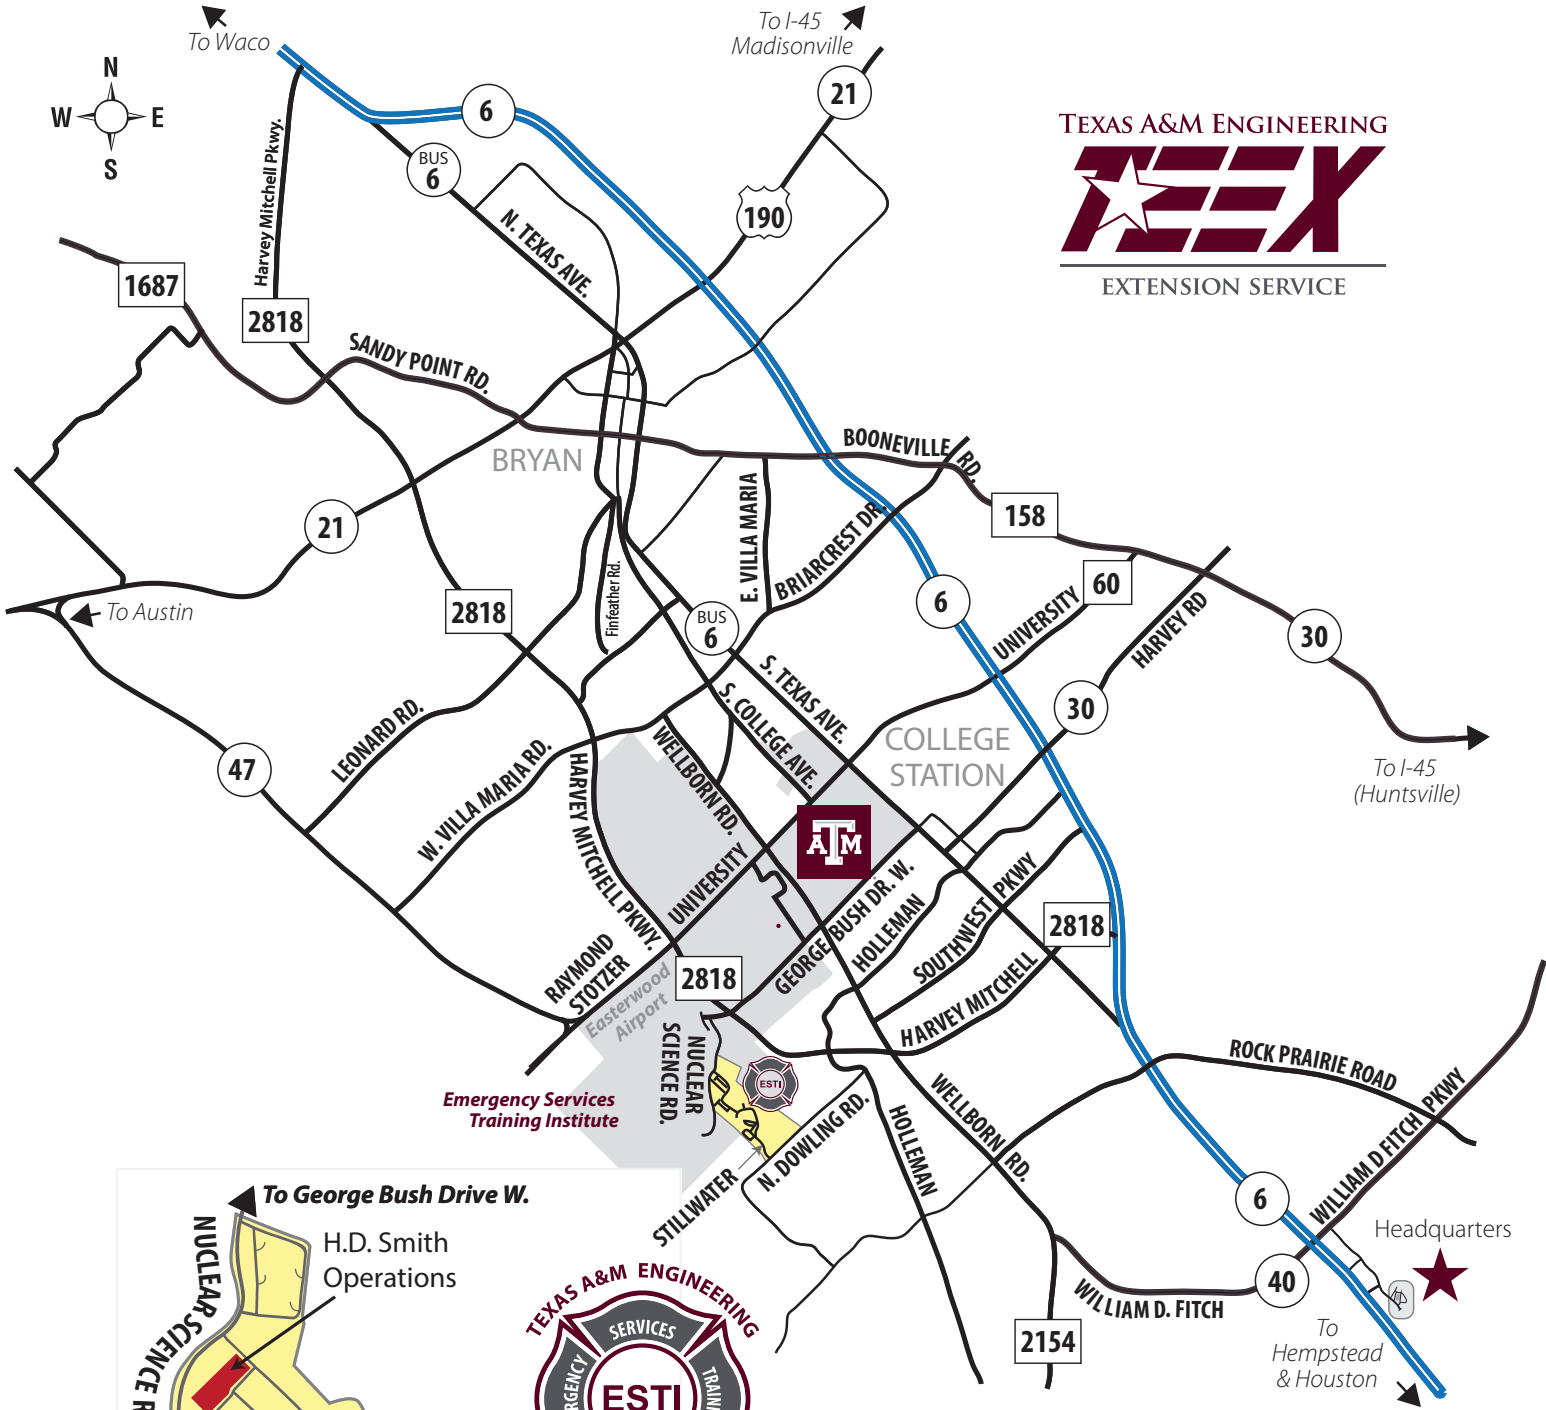 To Waco
To I-45
Madisonville
N
W
E
S
6
21
TEXAS A&M ENGINEERING
TEEX
EXTENSION SERVICE
BUS
6
190
Harvey Mitchell Pkwy.
N. TEXAS AVE.
1687
2818
SANDY POINT RD.
BRYAN
BOONEVILLE RD.
21
158
E. VILLA MARIA
BRIARCREST DR.
60
To Austin
2818
Finfeather Rd.
BUS
6
6
UNIVERSITY
HARVEY RD
30
S. TEXAS AVE.
S. COLLEGE AVE.
30
LEONARD RD.
47
W. VILLA MARIA RD.
WELLBORN RD.
COLLEGE
STATION
To I-45
(Huntsville)
HARVEY MITCHELL PKWY.
ATM
UNIVERSITY
GEORGE BUSH DR. W.
HOLLEMAN
SOUTHWEST PKWY
2818
RAYMOND
STOTZER
Easterwood
Airport
2818
HARVEY MITCHELL
NUCLEAR
SCIENCE RD.
ESTI
Emergency Services
Training Institute
ROCK PRAIRIE ROAD
N. DOWLING RD.
HOLLEMAN
WELLBORN RD.
WILLIAM D FITCH PKWY
STILLWATER
6
Headquarters
40
WILLIAM D. FITCH
2154
To
Hempstead
& Houston
To George Bush Drive W.
H.D. Smith
Operations
NUCLEAR SCIENCE R
TEXAS A&M ENGINEERING
SERVICES
RGENCY
TRAIN
ESTI